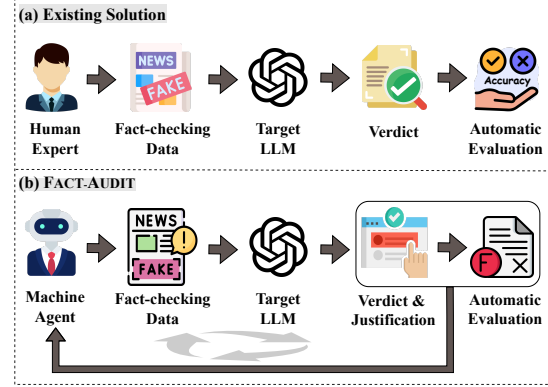 (a) Existing Solution
NEWS
FAKE
Accuracy
Human Expert
Fact-checking Data
Target LLM
Verdict
Automatic Evaluation
(b) FACT-AUDIT
NEWS
!
FAKE
F
Machine Agent
Fact-checking Data
Target LLM
Verdict & Justification
Automatic Evaluation